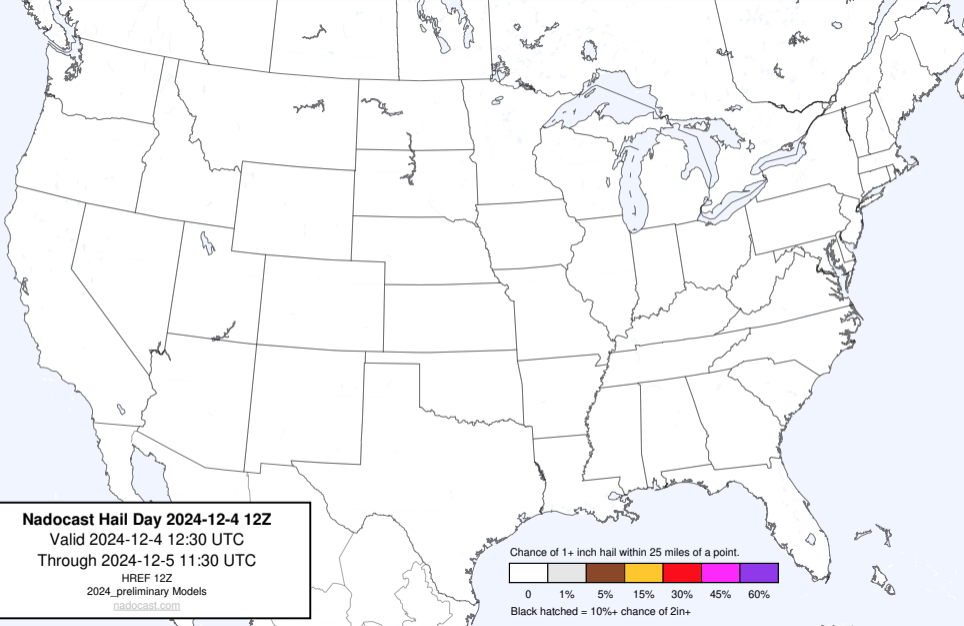 Nadocast Hail Day 2024-12-4 12Z
Valid 2024-12-4 12:30 UTC
Through 2024-12-5 11:30 UTC
HREF 12Z
2024_preliminary Models
nadocast.com
Chance of 1+ inch hail within 25 miles of a point.
0 1% 5% 15% 30% 45% 60%
Black hatched = 10%+ chance of 2in+